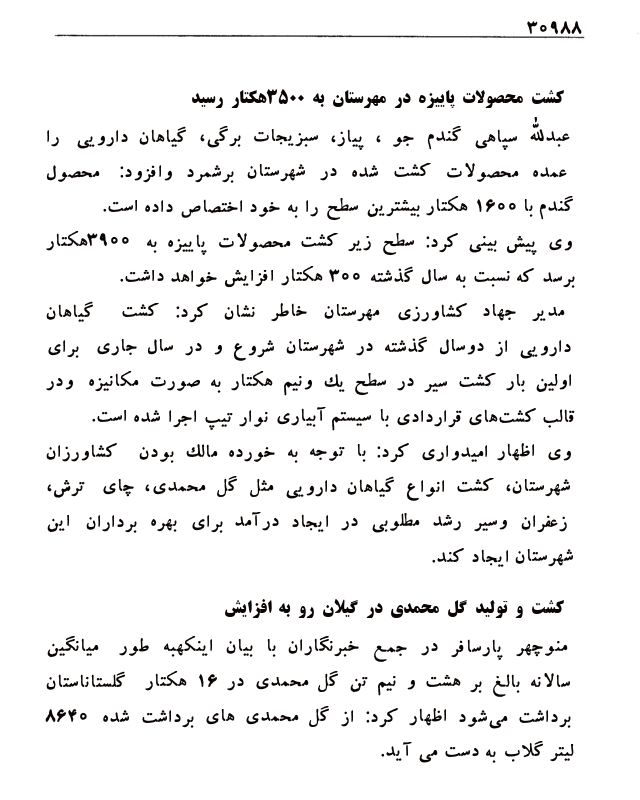 ۳۰۹۸۸
کشت محصولات پاییزه در مهرستان به ۳۵۰۰هکتار رسید
عبدالله سپاهی گندم جو ، پیاز، سبزیجات برگی، گیاهان دارویی را
عمده محصولات کشت شده در شهرستان برشمرد وافزود: محصول
گندم با ۱۶۰۰ هکتار بیشترین سطح را به خود اختصاص داده است.
وی پیش بینی کرد: سطح زیر کشت محصولات پاییزه به ۳۹۰۰هکتار
برسد که نسبت به سال گذشته ۳۰۰ هکتار افزایش خواهد داشت.
مدیر جهاد کشاورزی مهرستان خاطر نشان کرد: کشت گیاهان
دارویی از دوسال گذشته در شهرستان شروع و در سال جاری برای
اولین بار کشت سیر در سطح یك ونیم هکتار به صورت مکانیزه ودر
قالب کشت‌های قراردادی با سیستم آبیاری نوار تیپ اجرا شده است.
وی اظهار امیدواری کرد: با توجه به خورده مالك بودن کشاورزان
شهرستان، کشت انواع گیاهان دارویی مثل گل محمدی، چای ترش،
زعفران وسیر رشد مطلوبی در ایجاد درآمد برای بهره برداران این
شهرستان ایجاد کند.
کشت و تولید گل محمدی در گیلان رو به افزایش
منوچهر پارسافر در جمع خبرنگاران با بیان اینکهبه طور میانگین
سالانه بالغ بر هشت و نیم تن گل محمدی در ۱۶ هکتار گلستاناستان
برداشت می‌شود اظهار کرد: از گل محمدی های برداشت شده ۸۶۴۰
لیتر گلاب به دست می آید.